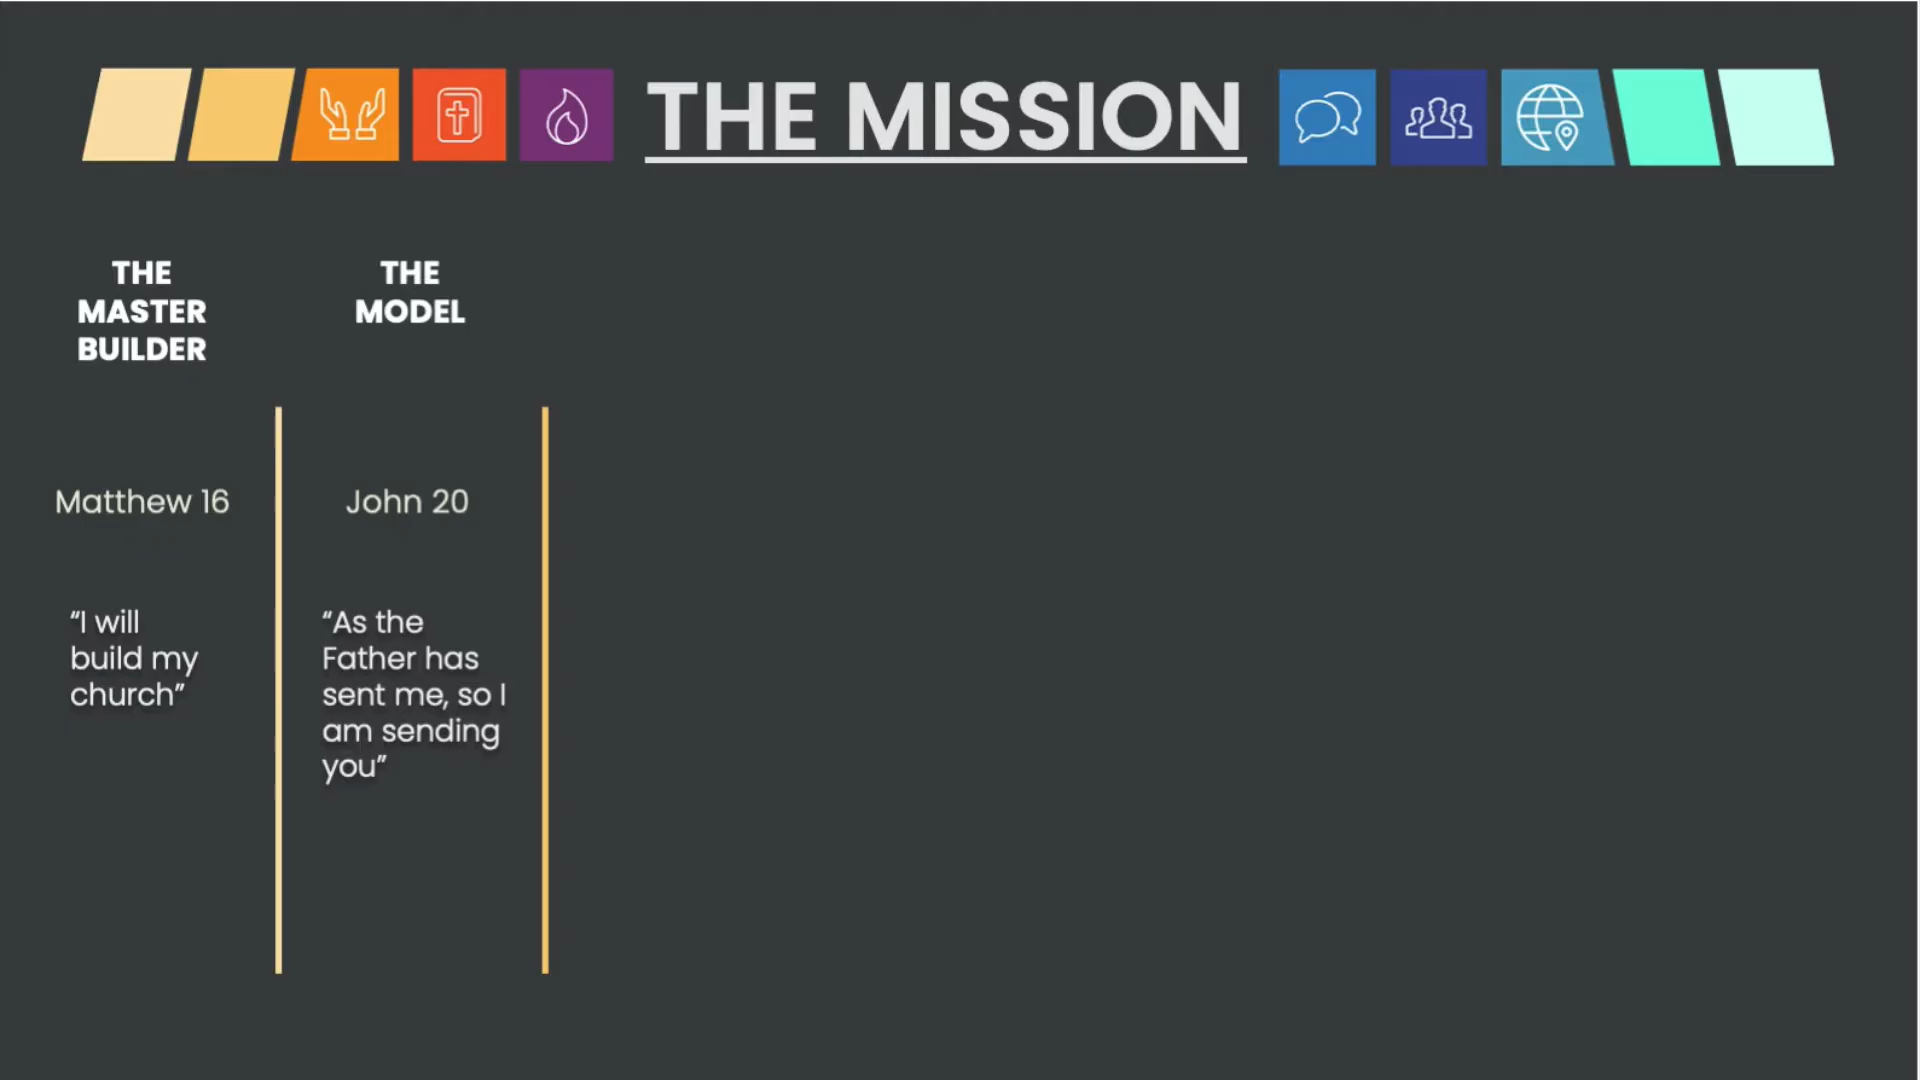 THE MISSION
THE
MASTER
BUILDER
Matthew 16
“I will
build my
church”
THE
MODEL
John 20
“As the
Father has
sent me, so I
am sending
you”